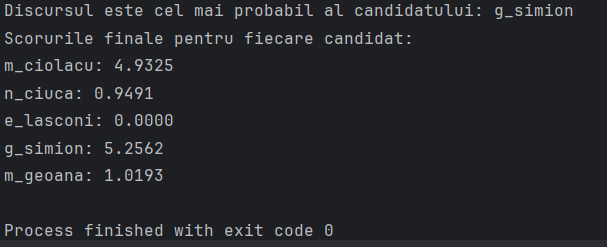 Discursul este cel mai probabil al candidatului: g_simion
Scorurile finale pentru fiecare candidat:
m_ciolacu: 4.9325
n_ciuca: 0.9491
e_lasconi: 0.0000
g_simion: 5.2562
m_geoana: 1.0193
Process finished with exit code 0